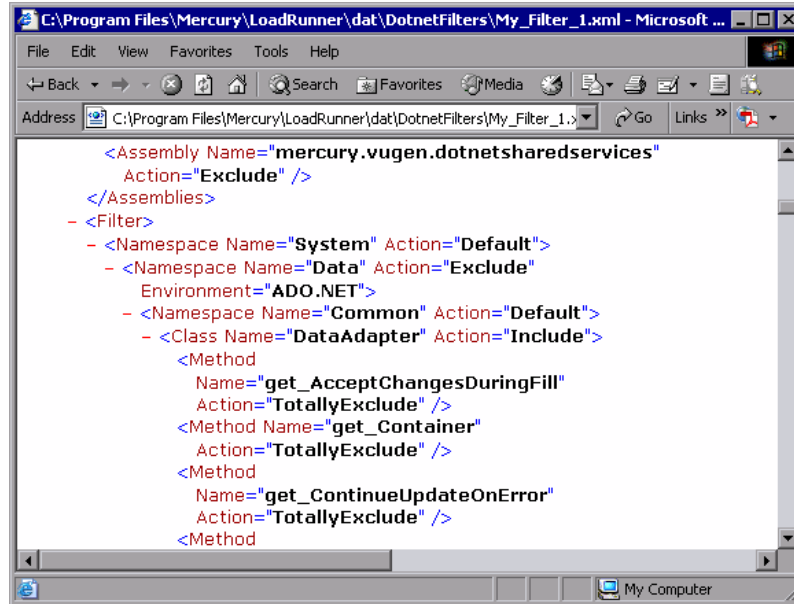 C:\Program Files\Mercury\LoadRunner\dat\DotnetFilters\My_Filter_1.xml - Microsoft ...
File Edit View Favorites Tools Help
Back Search Favorites Media
Address C:\Program Files\Mercury\LoadRunner\dat\DotnetFilters\My_Filter_1.x Go Links »
<Assembly Name="mercury.vugen.dotnetsharedservices"
Action="Exclude" />
</Assemblies>
- <Filter>
- <Namespace Name="System" Action="Default">
- <Namespace Name="Data" Action="Exclude"
Environment="ADO.NET">
- <Namespace Name="Common" Action="Default">
- <Class Name="DataAdapter" Action="Include">
<Method
Name="get_AcceptChangesDuringFill"
Action="TotallyExclude" />
<Method Name="get_Container"
Action="TotallyExclude" />
<Method
Name="get_ContinueUpdateOnError"
Action="TotallyExclude" />
<Method
My Computer